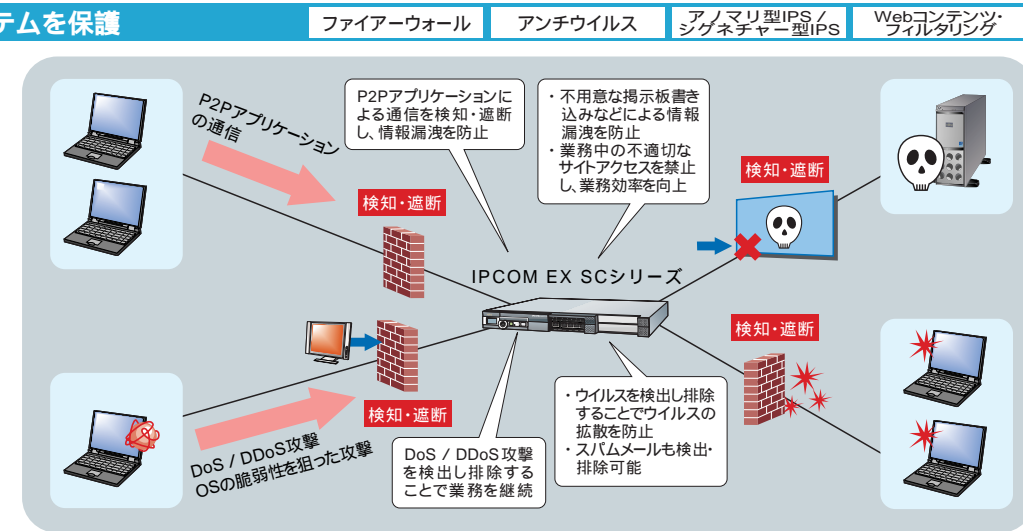 テムを保護
ファイアーウォール
アンチウイルス
アノマリ型IPS /
シグネチャー型IPS
Webコンテンツ・
フィルタリング
P2Pアプリケーション
の通信
P2Pアプリケーションに
よる通信を検知・遮断
し、情報漏洩を防止
・不用意な掲示板書き
込みなどによる情報
漏洩を防止
・業務中の不適切な
サイトアクセスを禁止
し、業務効率を向上
検知・遮断
検知・遮断
IPCOM EX SCシリーズ
検知・遮断
検知・遮断
DoS / DDoS攻撃
OSの脆弱性を狙った攻撃
DoS / DDoS攻撃
を検出し排除する
ことで業務を継続
・ウイルスを検出し排除
することでウイルスの
拡散を防止
・スパムメールも検出・
排除可能